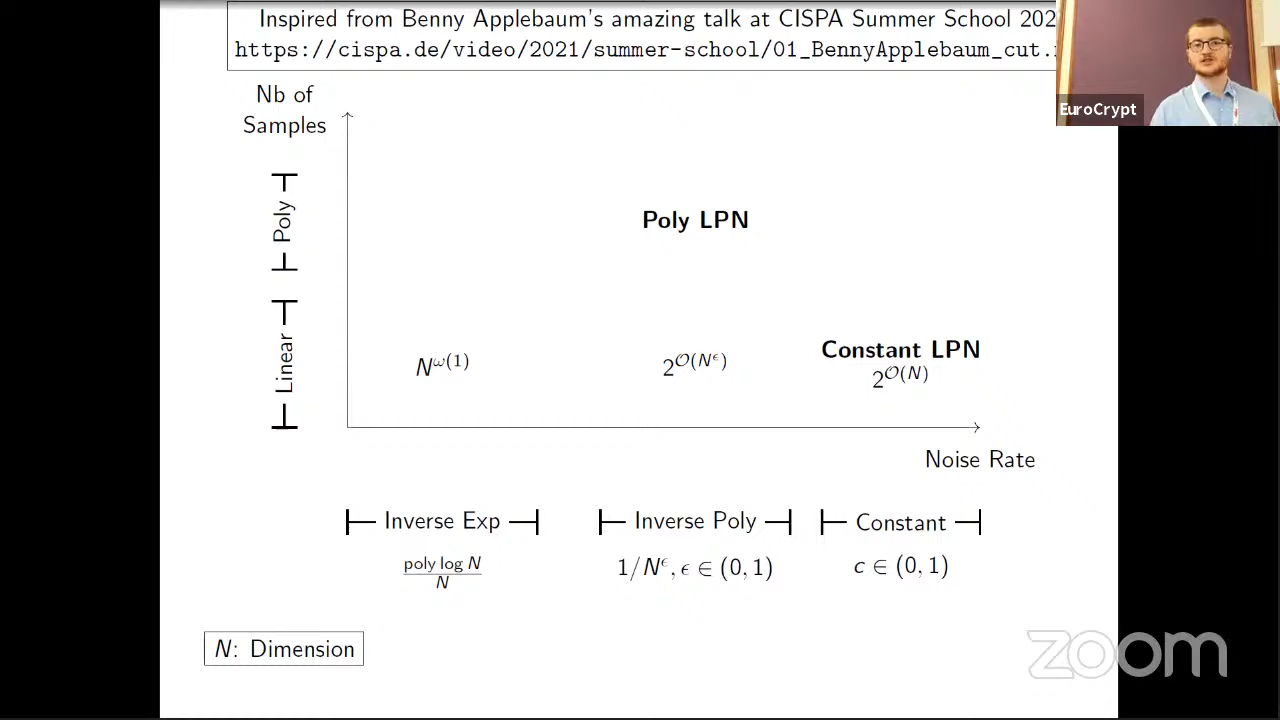 Inspired from Benny Applebaum's amazing talk at CISPA Summer School 202
https://cispa.de/video/2021/summer-school/01_BennyApplebaum_cut.
EuroCrypt
Nb of
Samples
Poly
Linear
Poly LPN
Constant LPN
N^{ω(1)}
2^{𝒪(N^ϵ)}
2^{𝒪(N)}
Noise Rate
Inverse Exp
Inverse Poly
Constant
poly log N / N
1/N^ϵ, ϵ ∈ (0, 1)
c ∈ (0, 1)
N: Dimension
zoom